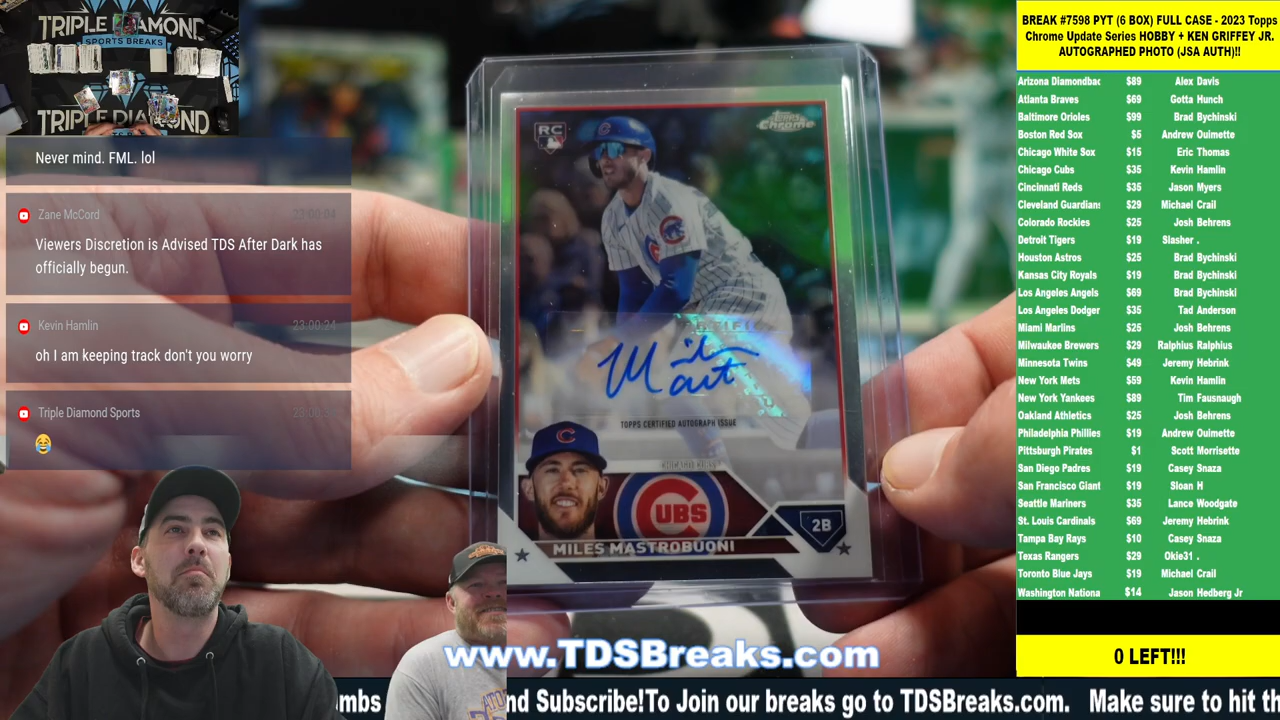 TRIPLE DIAMOND
SPORTS BREAKS
TRIPLE DIAMOND
Never mind. FML. lol
Zane McCord 23:00:04
Viewers Discretion is Advised TDS After Dark has
officially begun.
Kevin Hamlin 23:00:24
oh I am keeping track don't you worry
Triple Diamond Sports
RC
Topps
Chrome
TOPPS CERTIFIED AUTOGRAPH ISSUE
CHICAGO CUBS
C
CUBS
2B
MILES MASTROBUONI
www.TDSBreaks.com
mbs
nd Subscribe!To Join our breaks go to TDSBreaks.com. Make sure to hit th
BREAK #7598 PYT (6 BOX) FULL CASE - 2023 Topps
Chrome Update Series HOBBY + KEN GRIFFEY JR.
AUTOGRAPHED PHOTO (JSA AUTH)!!
Arizona Diamondbac $89 Alex Davis
Atlanta Braves $69 Gotta Hunch
Baltimore Orioles $99 Brad Bychinski
Boston Red Sox $5 Andrew Ouimette
Chicago White Sox $15 Eric Thomas
Chicago Cubs $35 Kevin Hamlin
Cincinnati Reds $35 Jason Myers
Cleveland Guardians $29 Michael Crail
Colorado Rockies $25 Josh Behrens
Detroit Tigers $19 Slasher .
Houston Astros $25 Brad Bychinski
Kansas City Royals $19 Brad Bychinski
Los Angeles Angels $69 Brad Bychinski
Los Angeles Dodger $35 Tad Anderson
Miami Marlins $25 Josh Behrens
Milwaukee Brewers $29 Ralphius Ralphius
Minnesota Twins $49 Jeremy Hebrink
New York Mets $59 Kevin Hamlin
New York Yankees $89 Tim Fausnaugh
Oakland Athletics $25 Josh Behrens
Philadelphia Phillies $19 Andrew Ouimette
Pittsburgh Pirates $1 Scott Morrisette
San Diego Padres $19 Casey Snaza
San Francisco Giant $19 Sloan H
Seattle Mariners $35 Lance Woodgate
St. Louis Cardinals $69 Jeremy Hebrink
Tampa Bay Rays $10 Casey Snaza
Texas Rangers $29 Okie31 .
Toronto Blue Jays $19 Michael Crail
Washington Nationa $14 Jason Hedberg Jr
0 LEFT!!!